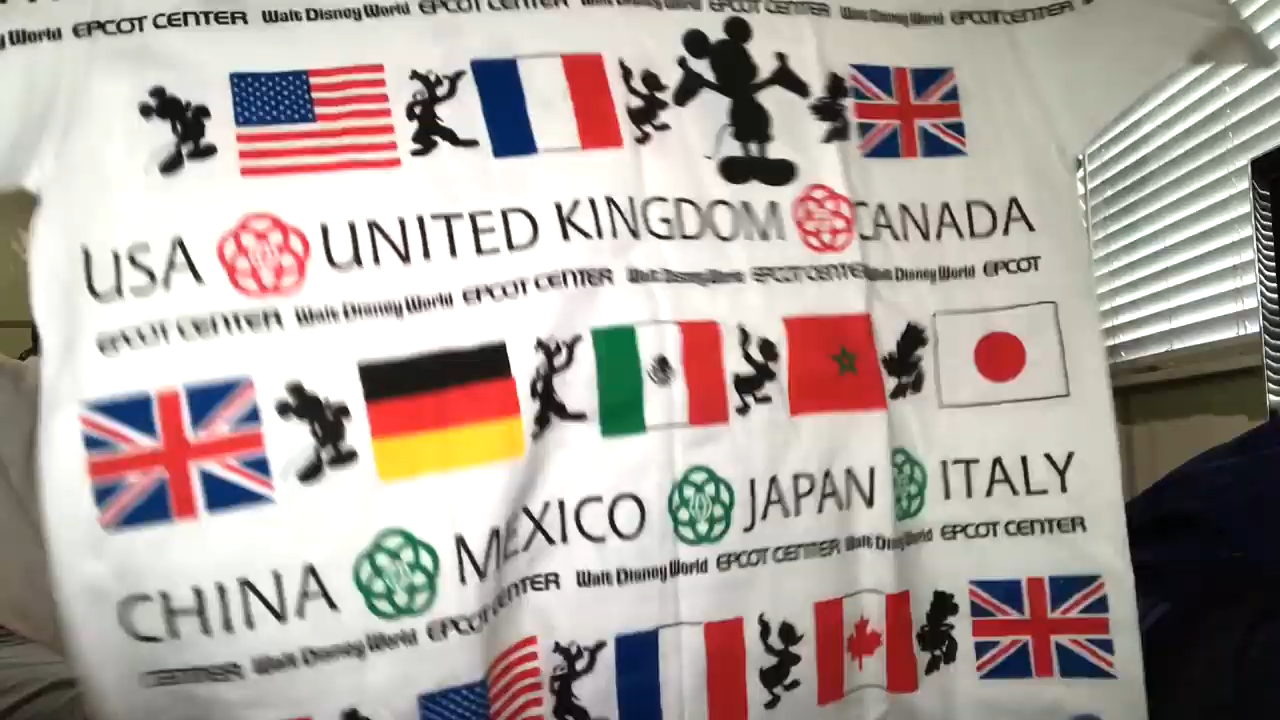 World EPCOT CENTER Walt Disney World EPCOT CENTER Walt Disney World EPCOT CENTER Walt Disney World EPCOT CENTER
USA UNITED KINGDOM CANADA
EPCOT CENTER Walt Disney World EPCOT CENTER Walt Disney World EPCOT CENTER Walt Disney World EPCOT
CHINA MEXICO JAPAN ITALY
CENTER Walt Disney World EPCOT CENTER Walt Disney World EPCOT CENTER Walt Disney World EPCOT CENTER